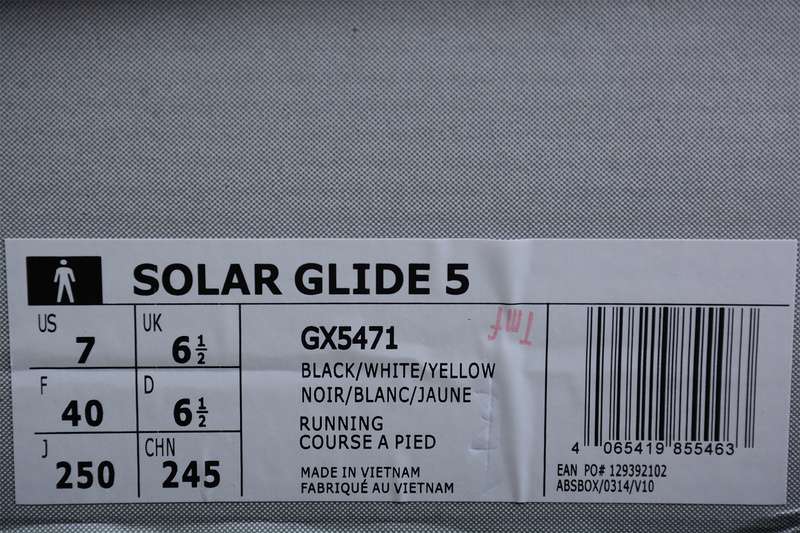 SOLAR GLIDE 5
US 7
UK 6½
F 40
D 6½
J 250
CHN 245
GX5471
BLACK/WHITE/YELLOW
NOIR/BLANC/JAUNE
RUNNING
COURSE A PIED
MADE IN VIETNAM
FABRIQUÉ AU VIETNAM
Tmf
4 065419 855463
EAN PO# 129392102
ABSBOX/0314/V10